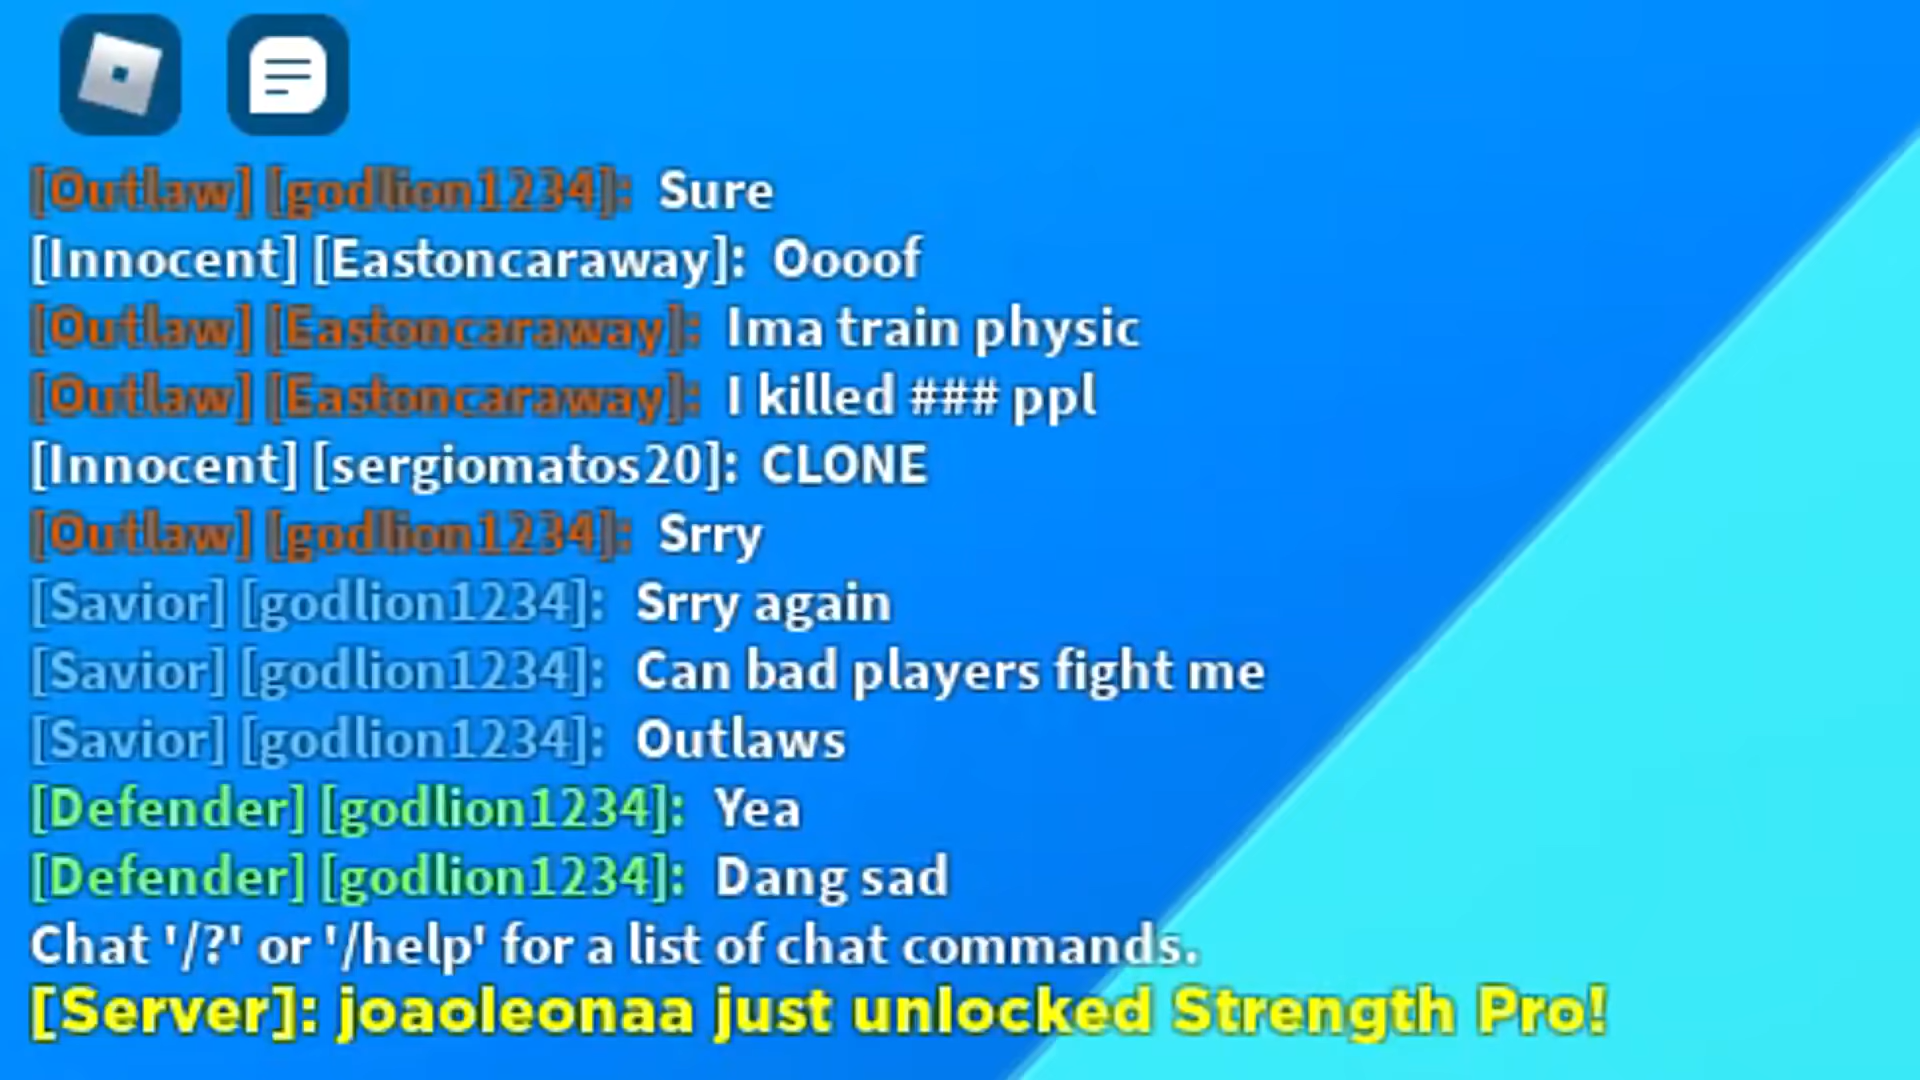 [Outlaw] [godlion1234]: Sure
[Innocent] [Eastoncaraway]: Oooof
[Outlaw] [Eastoncaraway]: Ima train physic
[Outlaw] [Eastoncaraway]: I killed ### ppl
[Innocent] [sergiomatos20]: CLONE
[Outlaw] [godlion1234]: Srry
[Savior] [godlion1234]: Srry again
[Savior] [godlion1234]: Can bad players fight me
[Savior] [godlion1234]: Outlaws
[Defender] [godlion1234]: Yea
[Defender] [godlion1234]: Dang sad
Chat '/?' or '/help' for a list of chat commands.
[Server]: joaoleonaa just unlocked Strength Pro!